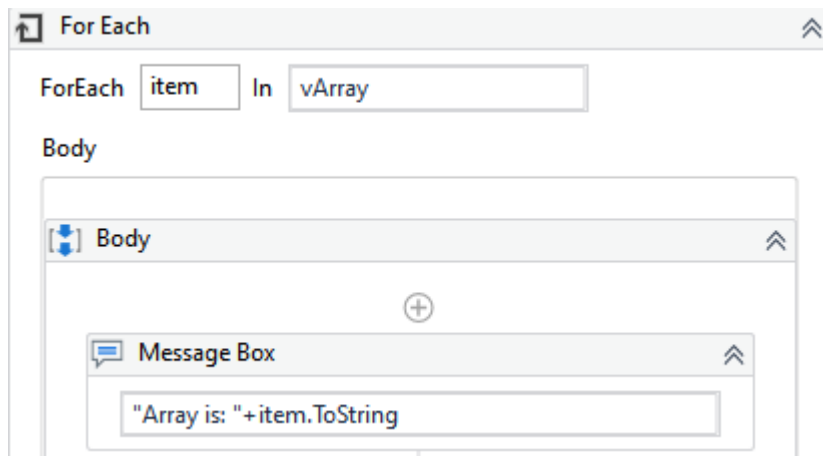 For Each
ForEach item In vArray
Body
Body
Message Box
"Array is: "+item.ToString